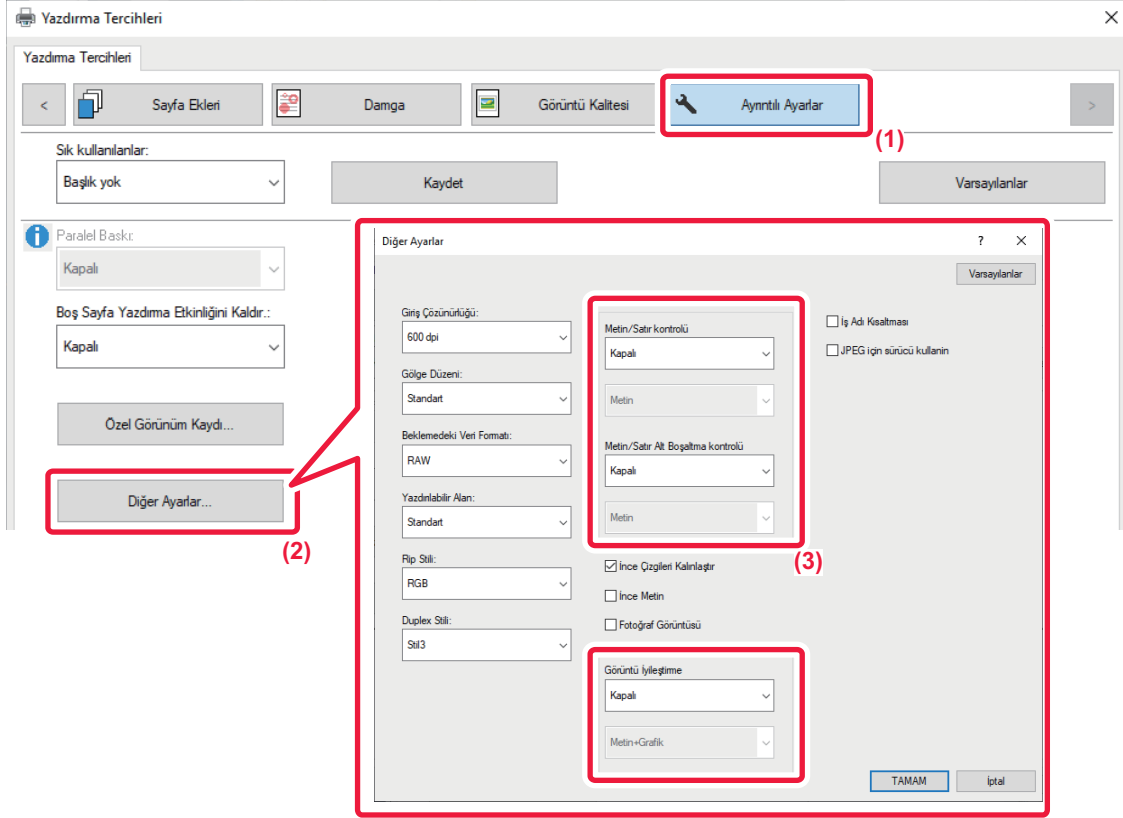 Yazdırma Tercihleri
Yazdırma Tercihleri
< Sayfa Ekleri Damga Görüntü Kalitesi Ayrıntılı Ayarlar >
(1)
Sık kullanılanlar:
Başlık yok Kaydet Varsayılanlar
Paralel Baskı:
Kapalı
Boş Sayfa Yazdırma Etkinliğini Kaldır.:
Kapalı
Özel Görünüm Kaydı...
Diğer Ayarlar...
(2)
Diğer Ayarlar ?
Varsayılanlar
Giriş Çözünürlüğü:
600 dpi
Gölge Düzeni:
Standart
Beklemedeki Veri Formatı:
RAW
Yazdırılabilir Alan:
Standart
Rip Stili:
RGB
Duplex Stili:
Stil3
Metin/Satır kontrolü
Kapalı
Metin
Metin/Satır Alt Boşaltma kontrolü
Kapalı
Metin
(3)
İnce Çizgileri Kalınlaştır
İnce Metin
Fotoğraf Görüntüsü
Görüntü İyileştirme
Kapalı
Metin+Grafik
İş Adı Kısaltması
JPEG için sürücü kullanin
TAMAM İptal